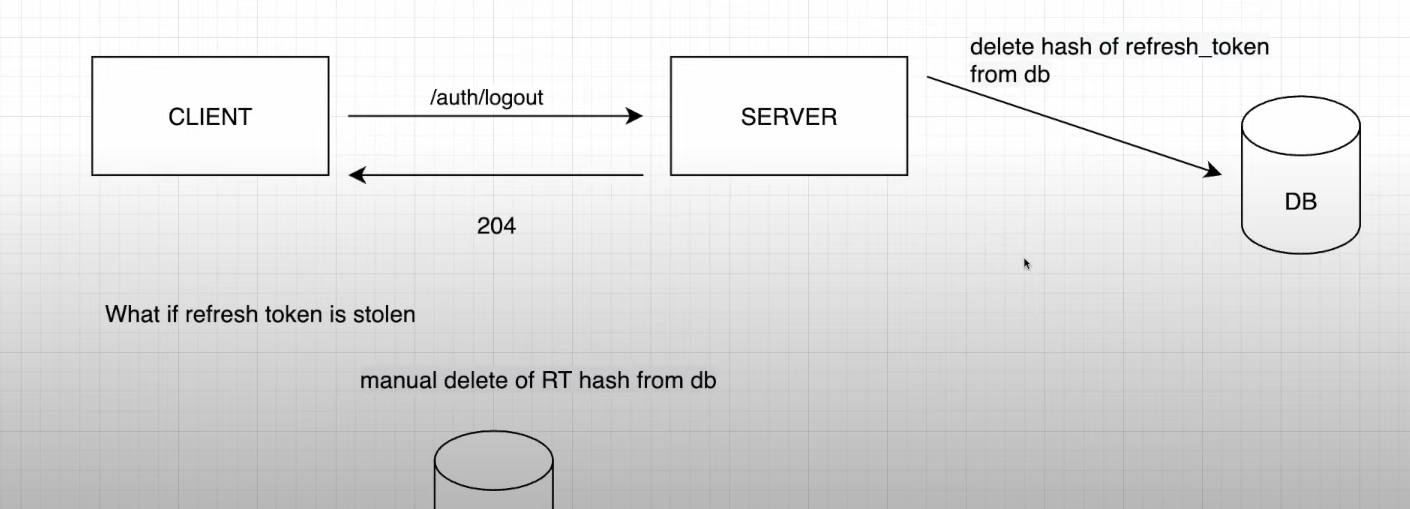 delete hash of refresh_token
from db
CLIENT
/auth/logout
SERVER
204
DB
What if refresh token is stolen
manual delete of RT hash from db